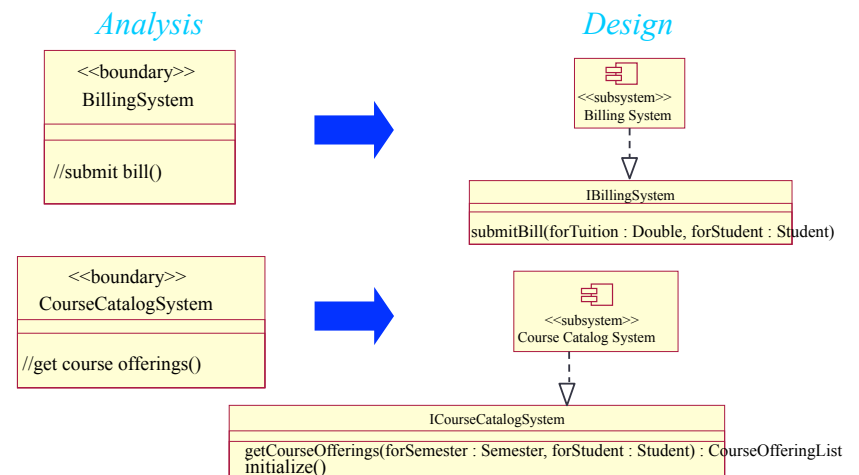 Analysis
Design
<<boundary>>
BillingSystem
//submit bill()
<<subsystem>>
Billing System
IBillingSystem
submitBill(forTuition : Double, forStudent : Student)
<<boundary>>
CourseCatalogSystem
//get course offerings()
<<subsystem>>
Course Catalog System
ICourseCatalogSystem
getCourseOfferings(forSemester : Semester, forStudent : Student) : CourseOfferingList
initialize()